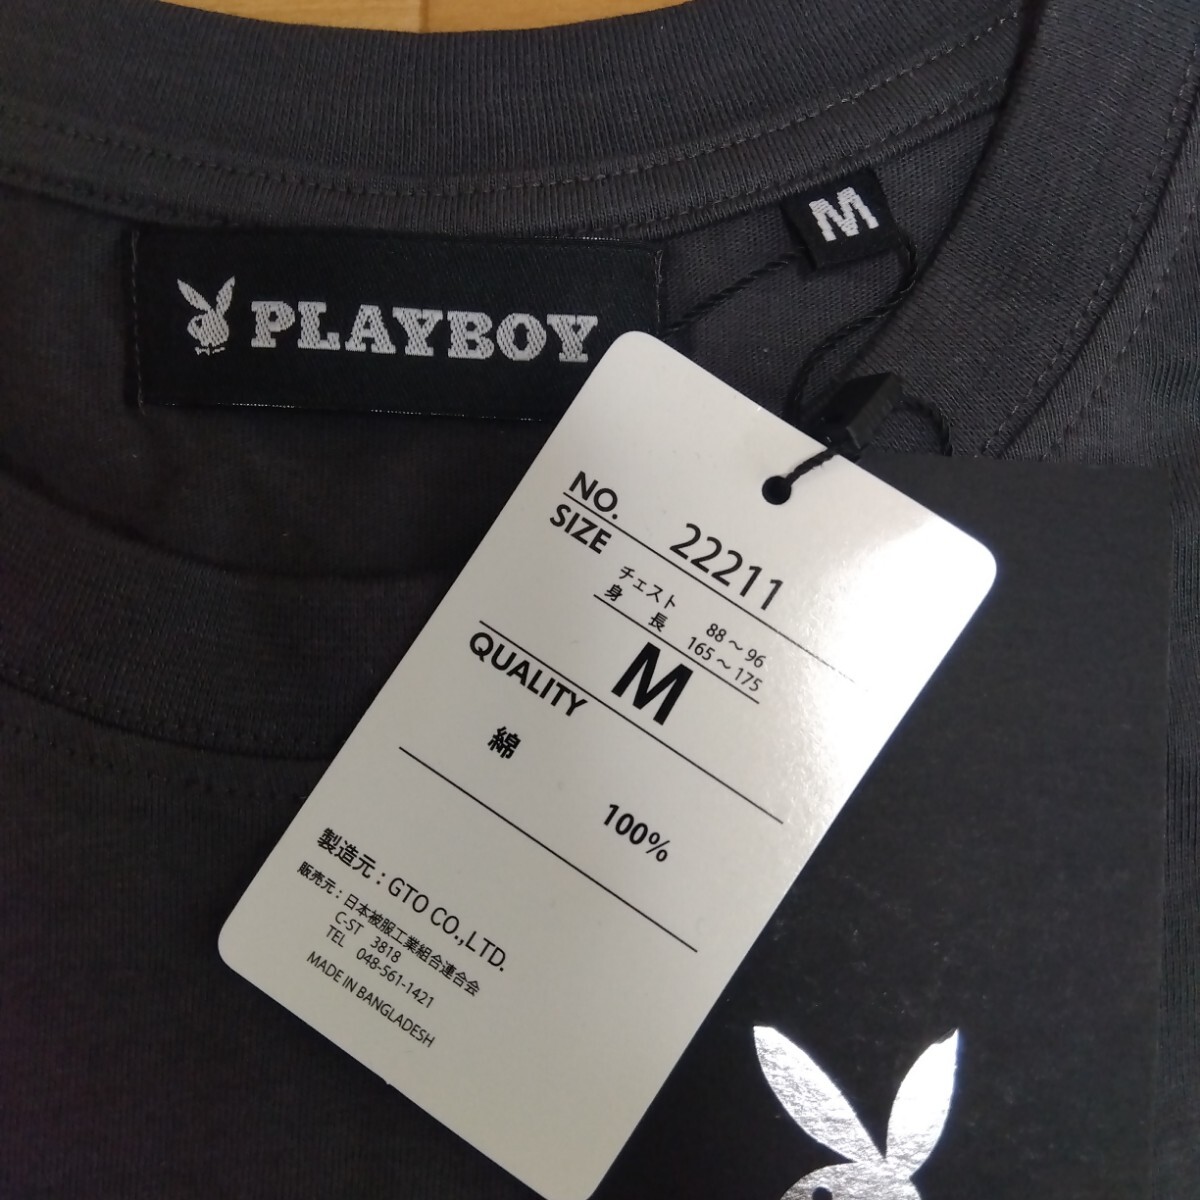 PLAYBOY
M
NO. 22211
SIZE
チェスト 88～96
身 長 165～175
M
QUALITY
綿 100%
製造元：GTO CO.,LTD.
販売元：日本被服工業組合連合会
C-ST 3818
TEL 048-561-1421
MADE IN BANGLADESH